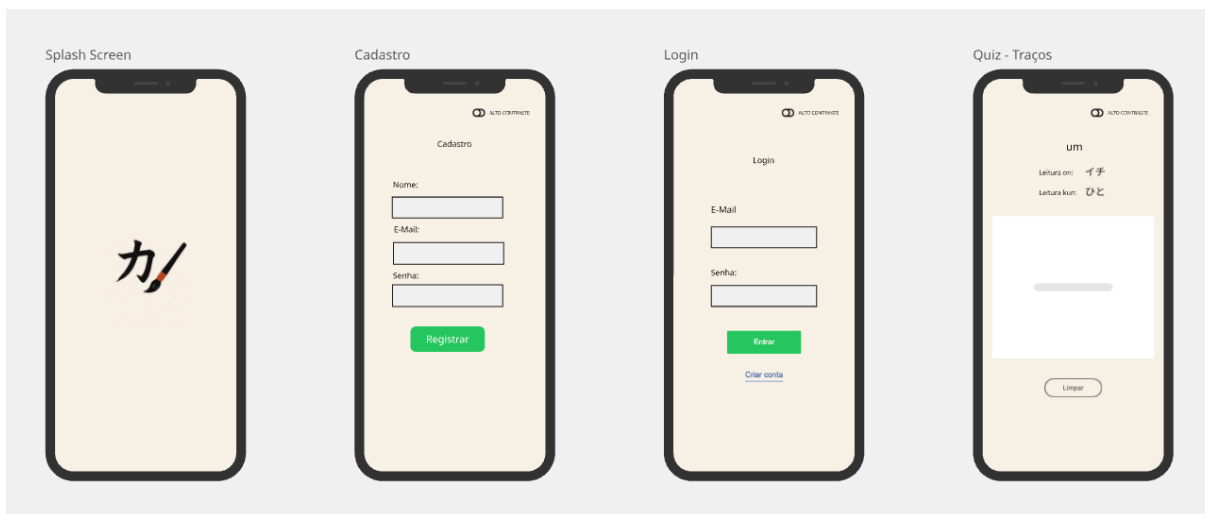 Splash Screen
カ
Cadastro
ALTO CONTRASTE
Cadastro
Nome:
E-Mail:
Senha:
Registrar
Login
ALTO CONTRASTE
Login
E-Mail
Senha:
Entrar
Criar conta
Quiz - Traços
ALTO CONTRASTE
um
Leitura on: イチ
Leitura kun: ひと
Limpar